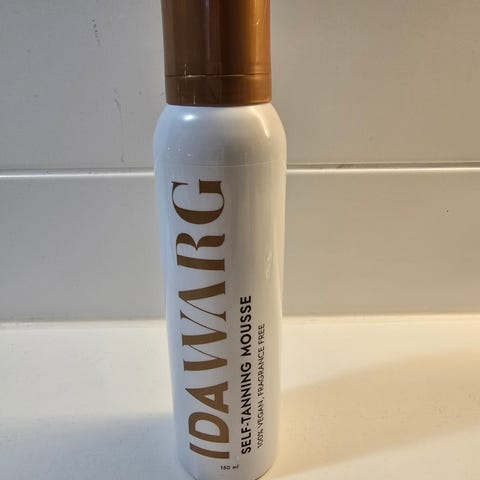 IDA WARG
SELF-TANNING MOUSSE
100% VEGAN, FRAGRANCE FREE
150 ml